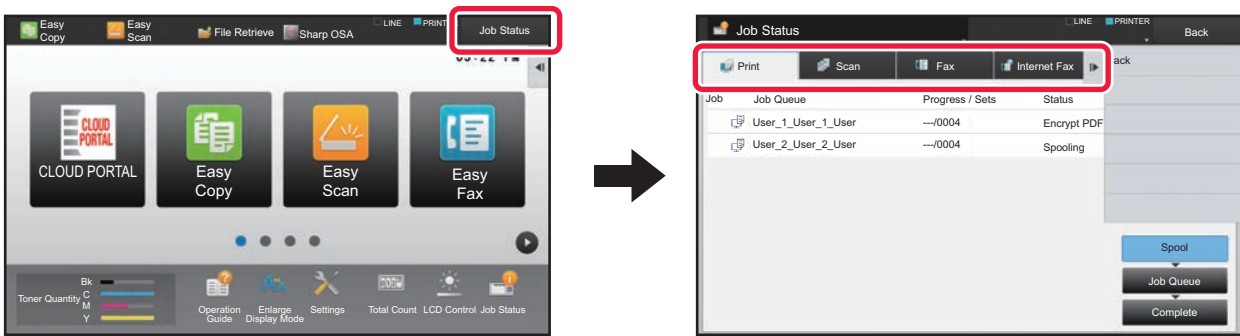 Easy Copy
Easy Scan
File Retrieve
Sharp OSA
LINE
PRINT
Job Status
CLOUD PORTAL
CLOUD PORTAL
Easy Copy
Easy Scan
Easy Fax
Toner Quantity
Bk
C
M
Y
Operation Guide
Enlarge Display Mode
Settings
Total Count
LCD Control
Job Status
Job Status
LINE
PRINTER
Back
Print
Scan
Fax
Internet Fax
ack
Job
Job Queue
Progress / Sets
Status
User_1_User_1_User
---/0004
Encrypt PDF
User_2_User_2_User
---/0004
Spooling
Spool
Job Queue
Complete